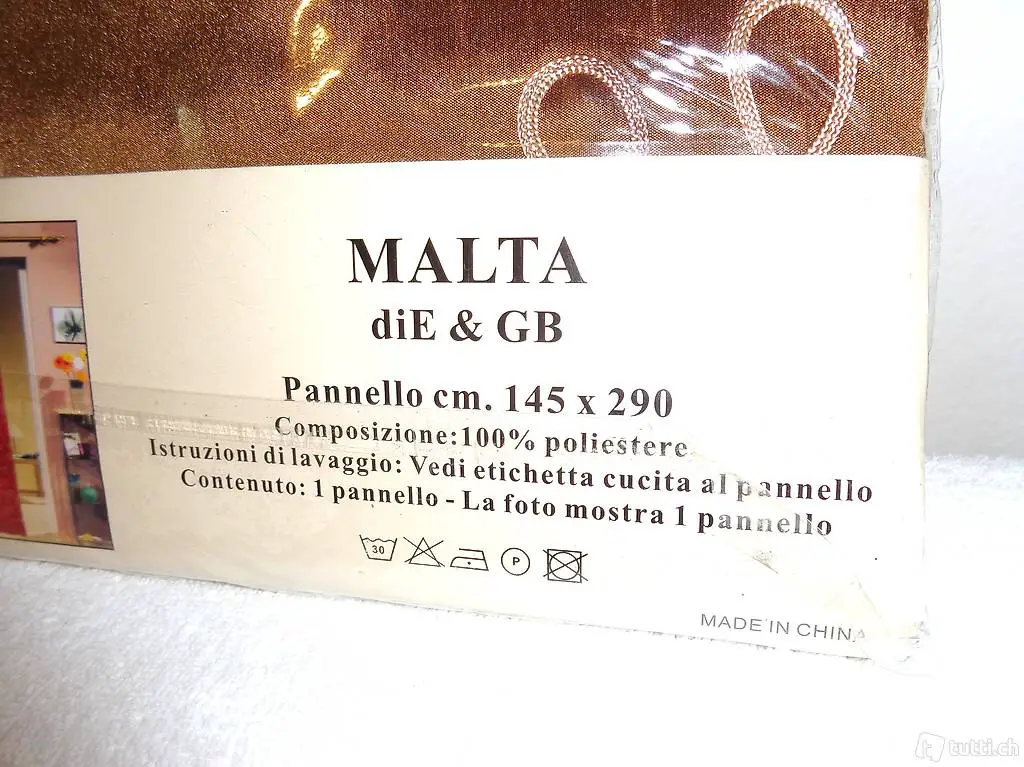 MALTA
diE & GB
Pannello cm. 145 x 290
Composizione:100% poliestere
Istruzioni di lavaggio: Vedi etichetta cucita al pannello
Contenuto: 1 pannello - La foto mostra 1 pannello
30
P
MADE IN CHINA
tutti.ch